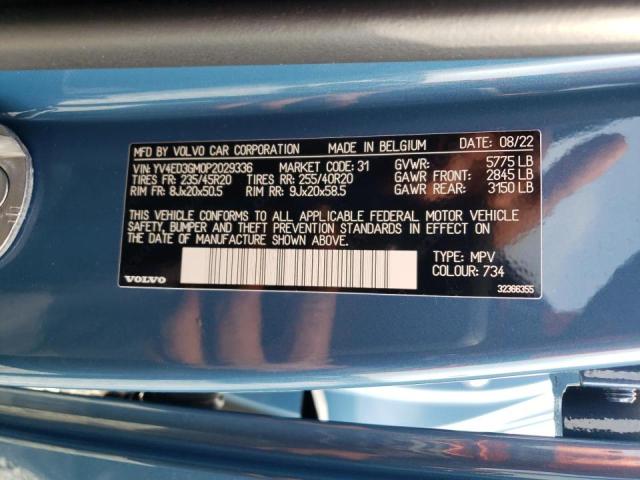 MFD BY VOLVO CAR CORPORATION MADE IN BELGIUM DATE: 08/22
VIN: YV4ED3GM0P2029336 MARKET CODE: 31 GVWR: 5775 LB
TIRES FR: 235/45R20 TIRES RR: 255/40R20 GAWR FRONT: 2845 LB
RIM FR: 8Jx20x50.5 RIM RR: 9Jx20x58.5 GAWR REAR: 3150 LB
THIS VEHICLE CONFORMS TO ALL APPLICABLE FEDERAL MOTOR VEHICLE
SAFETY, BUMPER AND THEFT PREVENTION STANDARDS IN EFFECT ON
THE DATE OF MANUFACTURE SHOWN ABOVE.
TYPE: MPV
COLOUR: 734
VOLVO
32366355